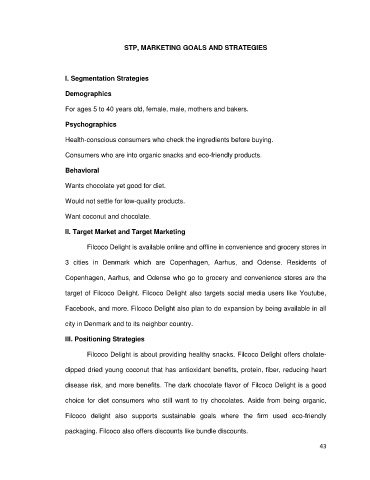 STP, MARKETING GOALS AND STRATEGIES
I. Segmentation Strategies
Demographics
For ages 5 to 40 years old, female, male, mothers and bakers.
Psychographics
Health-conscious consumers who check the ingredients before buying.
Consumers who are into organic snacks and eco-friendly products.
Behavioral
Wants chocolate yet good for diet.
Would not settle for low-quality products.
Want coconut and chocolate.
II. Target Market and Target Marketing
Filcoco Delight is available online and offline in convenience and grocery stores in
3 cities in Denmark which are Copenhagen, Aarhus, and Odense. Residents of
Copenhagen, Aarhus, and Odense who go to grocery and convenience stores are the
target of Filcoco Delight. Filcoco Delight also targets social media users like Youtube,
Facebook, and more. Filcoco Delight also plan to do expansion by being available in all
city in Denmark and to its neighbor country.
III. Positioning Strategies
Filcoco Delight is about providing healthy snacks. Filcoco Delight offers cholate-
dipped dried young coconut that has antioxidant benefits, protein, fiber, reducing heart
disease risk, and more benefits. The dark chocolate flavor of Filcoco Delight is a good
choice for diet consumers who still want to try chocolates. Aside from being organic,
Filcoco delight also supports sustainable goals where the firm used eco-friendly
packaging. Filcoco also offers discounts like bundle discounts.
43